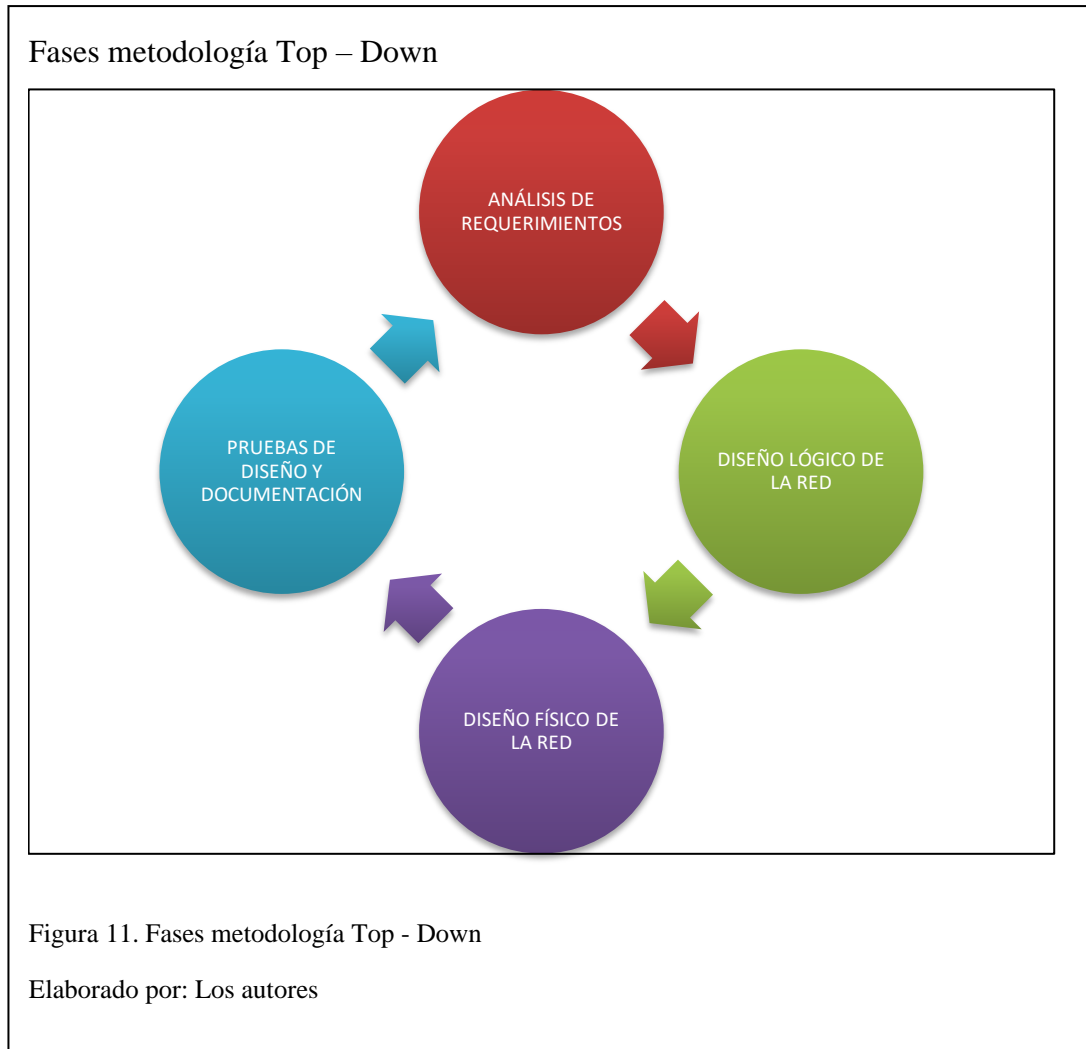 Fases metodología Top – Down
ANÁLISIS DE
REQUERIMIENTOS
DISEÑO LÓGICO DE
LA RED
DISEÑO FÍSICO DE
LA RED
PRUEBAS DE
DISEÑO Y
DOCUMENTACIÓN
Figura 11. Fases metodología Top - Down
Elaborado por: Los autores